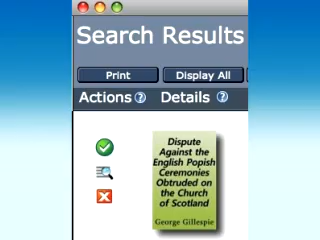 Search Results
Print Display All
Actions ? Details ?
Dispute
Against the
English Popish
Ceremonies
Obtruded on
the Church
of Scotland
George Gillespie